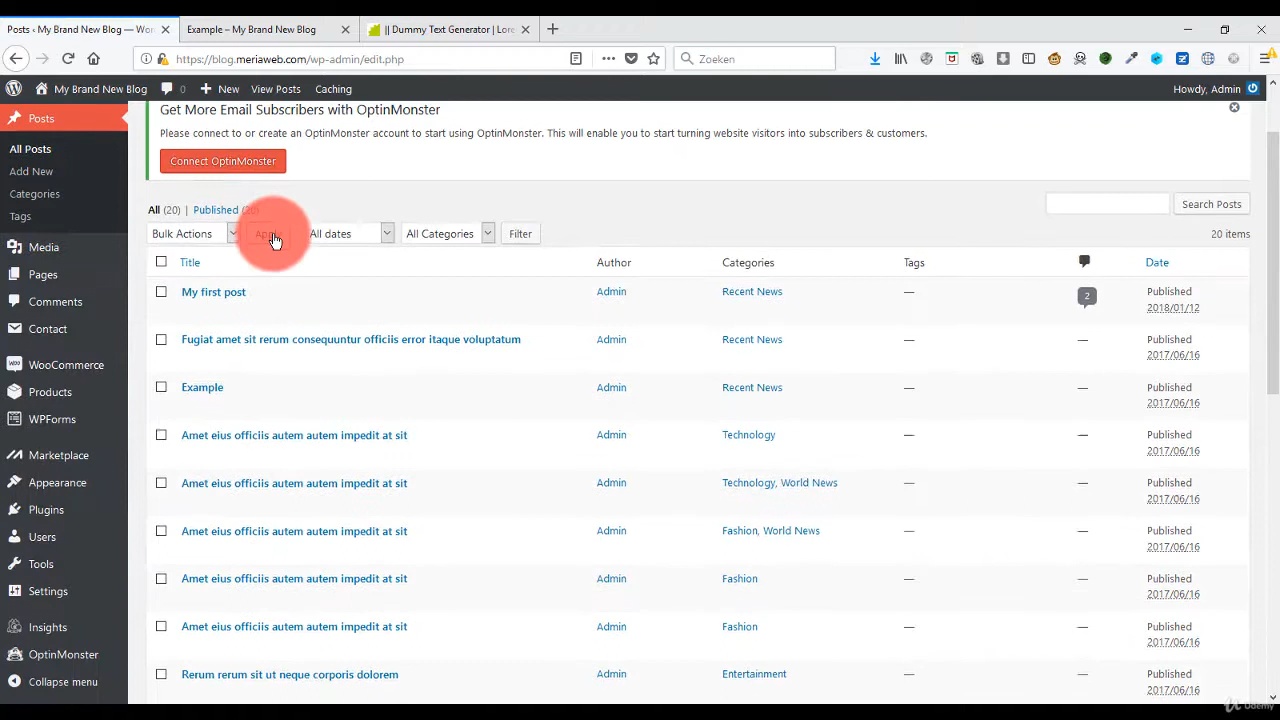 Posts ‹ My Brand New Blog — Wor
Example – My Brand New Blog
|| Dummy Text Generator | Lore
https://blog.meriaweb.com/wp-admin/edit.php
Zoeken
My Brand New Blog
0
New
View Posts
Caching
Howdy, Admin
Posts
All Posts
Add New
Categories
Tags
Media
Pages
Comments
Contact
WooCommerce
Products
WPForms
Marketplace
Appearance
Plugins
Users
Tools
Settings
Insights
OptinMonster
Collapse menu
Get More Email Subscribers with OptinMonster
Please connect to or create an OptinMonster account to start using OptinMonster. This will enable you to start turning website visitors into subscribers & customers.
Connect OptinMonster
All (20) | Published (20)
Search Posts
Bulk Actions
Apply
All dates
All Categories
Filter
20 items
Title Author Categories Tags Date
My first post Admin Recent News — 2 Published
2018/01/12
Fugiat amet sit rerum consequuntur officiis error itaque voluptatum Admin Recent News — — Published
2017/06/16
Example Admin Recent News — — Published
2017/06/16
Amet eius officiis autem autem impedit at sit Admin Technology — — Published
2017/06/16
Amet eius officiis autem autem impedit at sit Admin Technology, World News — — Published
2017/06/16
Amet eius officiis autem autem impedit at sit Admin Fashion, World News — — Published
2017/06/16
Amet eius officiis autem autem impedit at sit Admin Fashion — — Published
2017/06/16
Amet eius officiis autem autem impedit at sit Admin Fashion — — Published
2017/06/16
Rerum rerum sit ut neque corporis dolorem Admin Entertainment — — Published
2017/06/16
Udemy